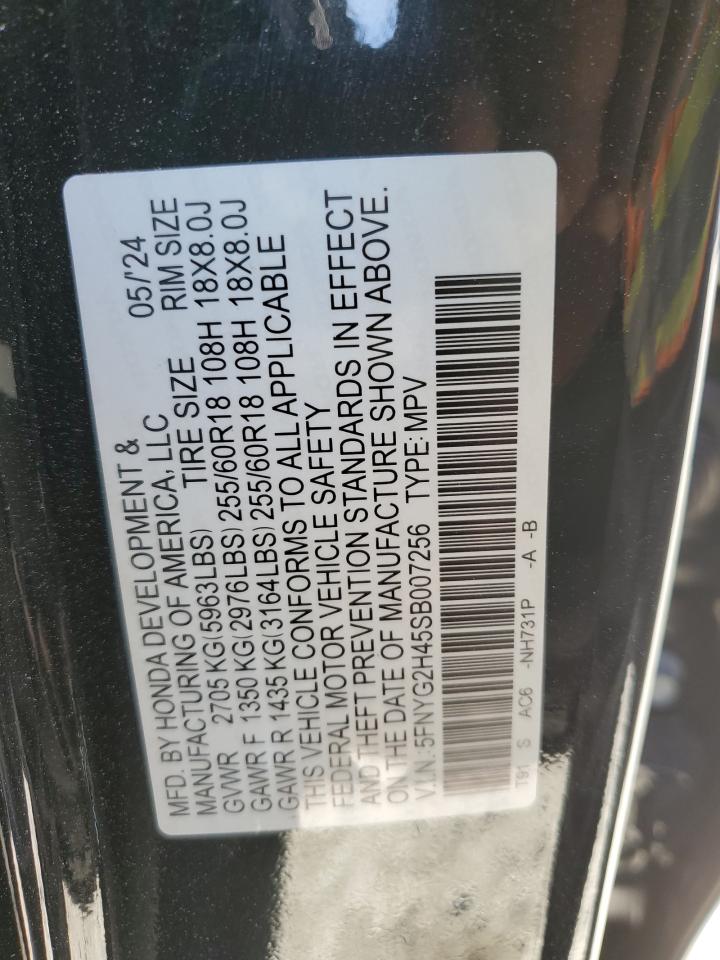 MFD. BY HONDA DEVELOPMENT & 05/'24
MANUFACTURING OF AMERICA, LLC
GVWR 2705 KG(5963LBS) TIRE SIZE RIM SIZE
GAWR F 1350 KG(2976LBS) 255/60R18 108H 18X8.0J
GAWR R 1435 KG(3164LBS) 255/60R18 108H 18X8.0J
THIS VEHICLE CONFORMS TO ALL APPLICABLE
FEDERAL MOTOR VEHICLE SAFETY
AND THEFT PREVENTION STANDARDS IN EFFECT
ON THE DATE OF MANUFACTURE SHOWN ABOVE.
V.I.N.:5FNYG2H45SB007256 TYPE: MPV
T91 S AC6 -NH731P -A -B